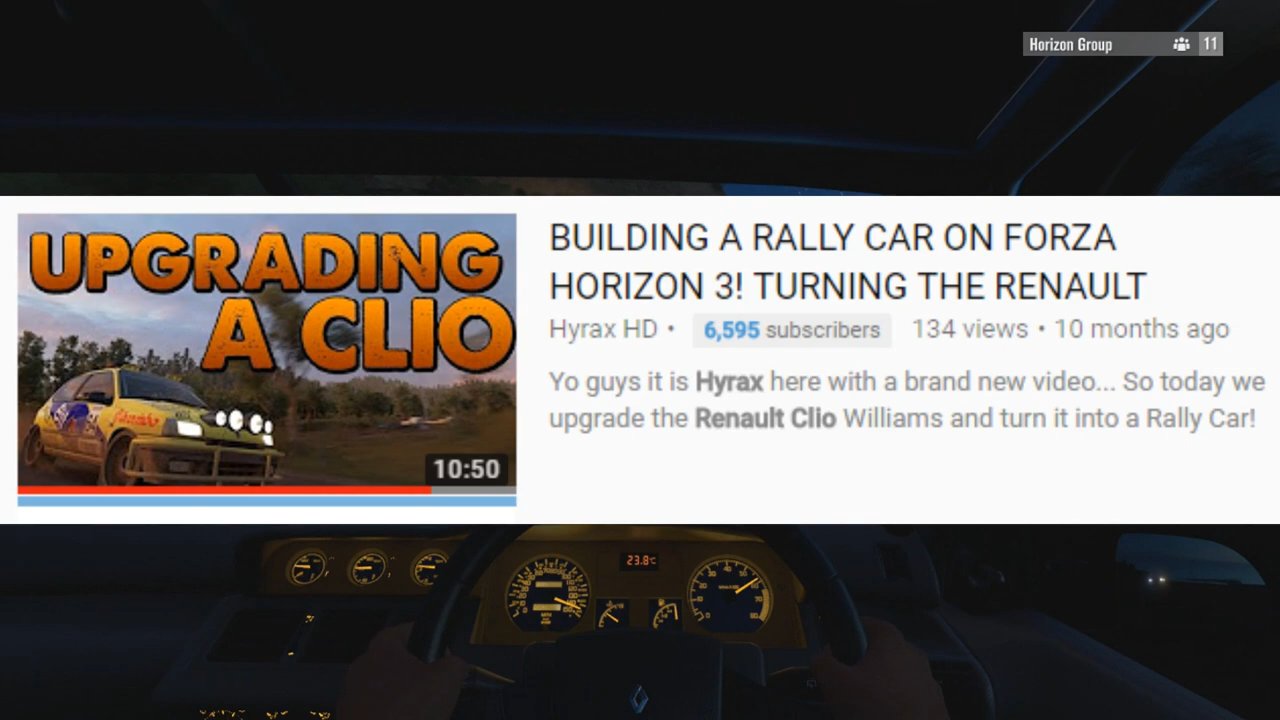 Horizon Group 11
UPGRADING
A CLIO
10:50
BUILDING A RALLY CAR ON FORZA
HORIZON 3! TURNING THE RENAULT
Hyrax HD • 6,595 subscribers 134 views • 10 months ago
Yo guys it is Hyrax here with a brand new video... So today we
upgrade the Renault Clio Williams and turn it into a Rally Car!
23.8c